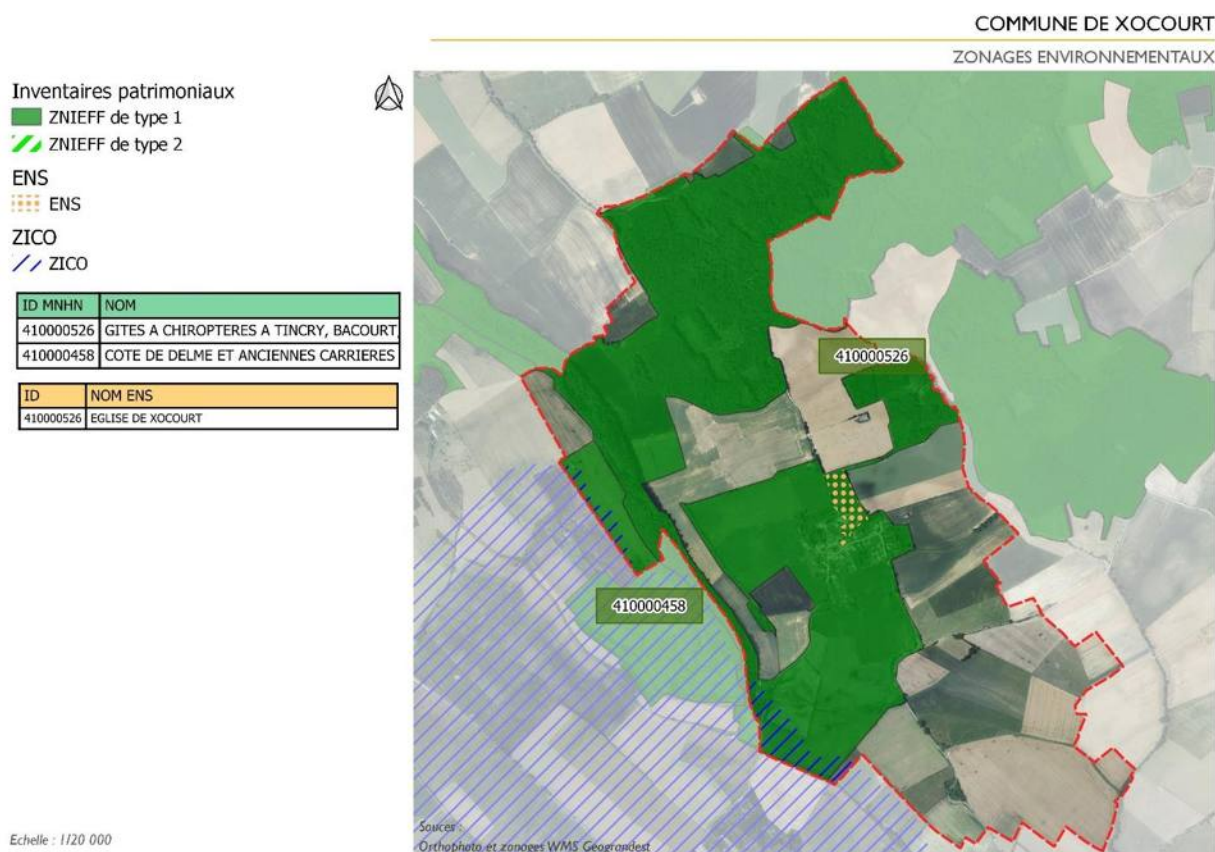 COMMUNE DE XOCOURT
ZONAGES ENVIRONNEMENTAUX
Inventaires patrimoniaux
ZNIEFF de type 1
ZNIEFF de type 2
ENS
ENS
ZICO
ZICO
ID MNHN NOM
410000526 GITES A CHIROPTERES A TINCRY, BACOURT
410000458 COTE DE DELME ET ANCIENNES CARRIERES
ID NOM ENS
410000526 EGLISE DE XOCOURT
410000526
410000458
Echelle : 1/20 000
Sources :
Orthophoto et zonages WMS Geograndest